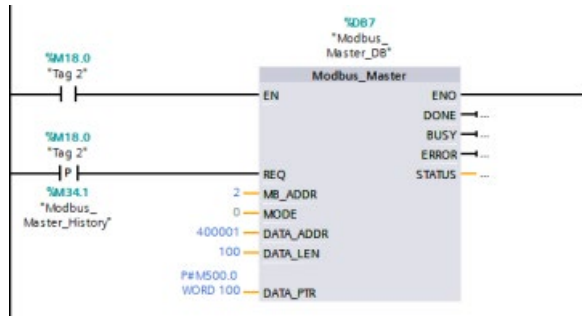 %DB7
"Modbus_
Master_DB"
%M18.0
"Tag 2"
Modbus_Master
EN
ENO
DONE
...
BUSY
...
%M18.0
"Tag 2"
ERROR
...
P
REQ
STATUS
...
%M34.1
2
MB_ADDR
"Modbus_
Master_History"
0
MODE
400001
DATA_ADDR
100
DATA_LEN
P#M500.0
WORD 100
DATA_PTR